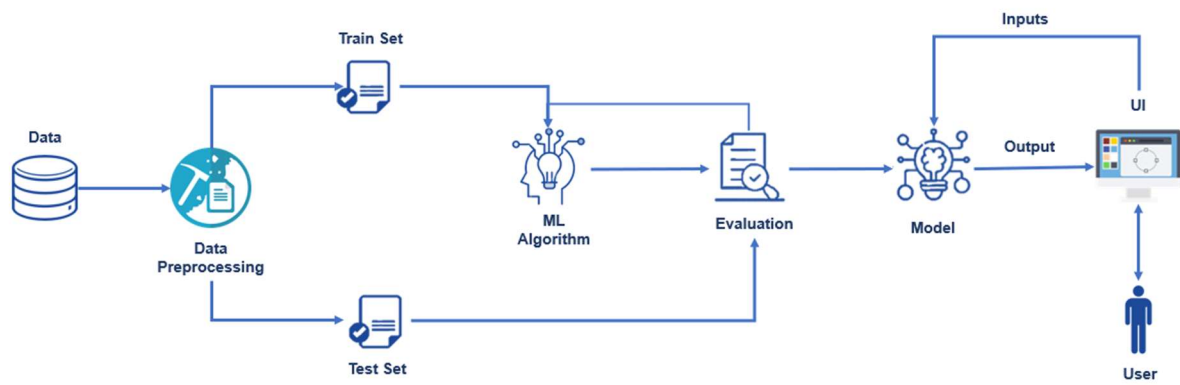 Inputs
Train Set
UI
Data
Output
ML
Algorithm
Evaluation
Model
Data
Preprocessing
Test Set
User